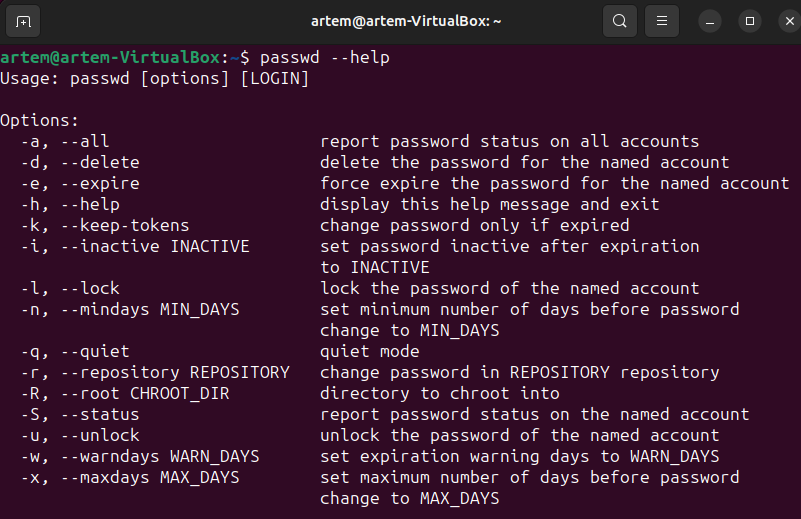 artem@artem-VirtualBox: ~
artem@artem-VirtualBox:~$ passwd --help
Usage: passwd [options] [LOGIN]

Options:
  -a, --all                     report password status on all accounts
  -d, --delete                  delete the password for the named account
  -e, --expire                  force expire the password for the named account
  -h, --help                    display this help message and exit
  -k, --keep-tokens             change password only if expired
  -i, --inactive INACTIVE       set password inactive after expiration
                                to INACTIVE
  -l, --lock                    lock the password of the named account
  -n, --mindays MIN_DAYS        set minimum number of days before password
                                change to MIN_DAYS
  -q, --quiet                   quiet mode
  -r, --repository REPOSITORY   change password in REPOSITORY repository
  -R, --root CHROOT_DIR         directory to chroot into
  -S, --status                  report password status on the named account
  -u, --unlock                  unlock the password of the named account
  -w, --warndays WARN_DAYS      set expiration warning days to WARN_DAYS
  -x, --maxdays MAX_DAYS        set maximum number of days before password
                                change to MAX_DAYS